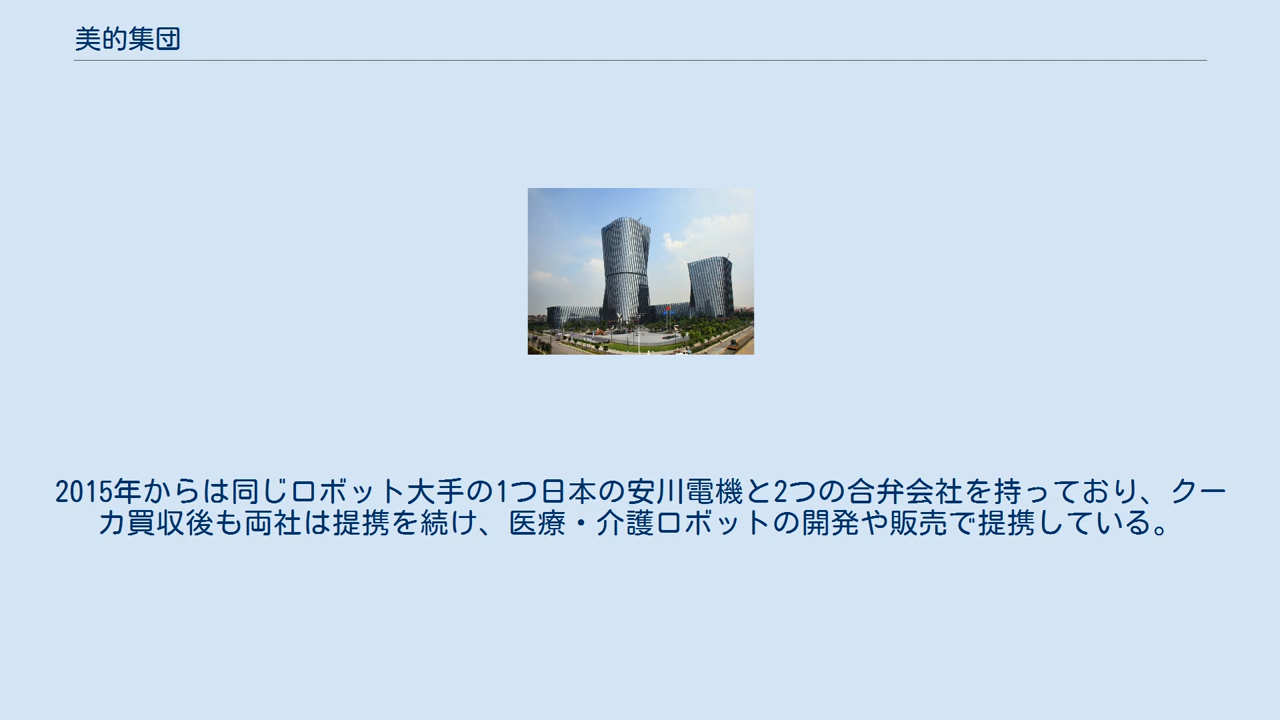 美的集団
2015年からは同じロボット大手の1つ日本の安川電機と2つの合弁会社を持っており、クー
カ買収後も両社は提携を続け、医療・介護ロボットの開発や販売で提携している。